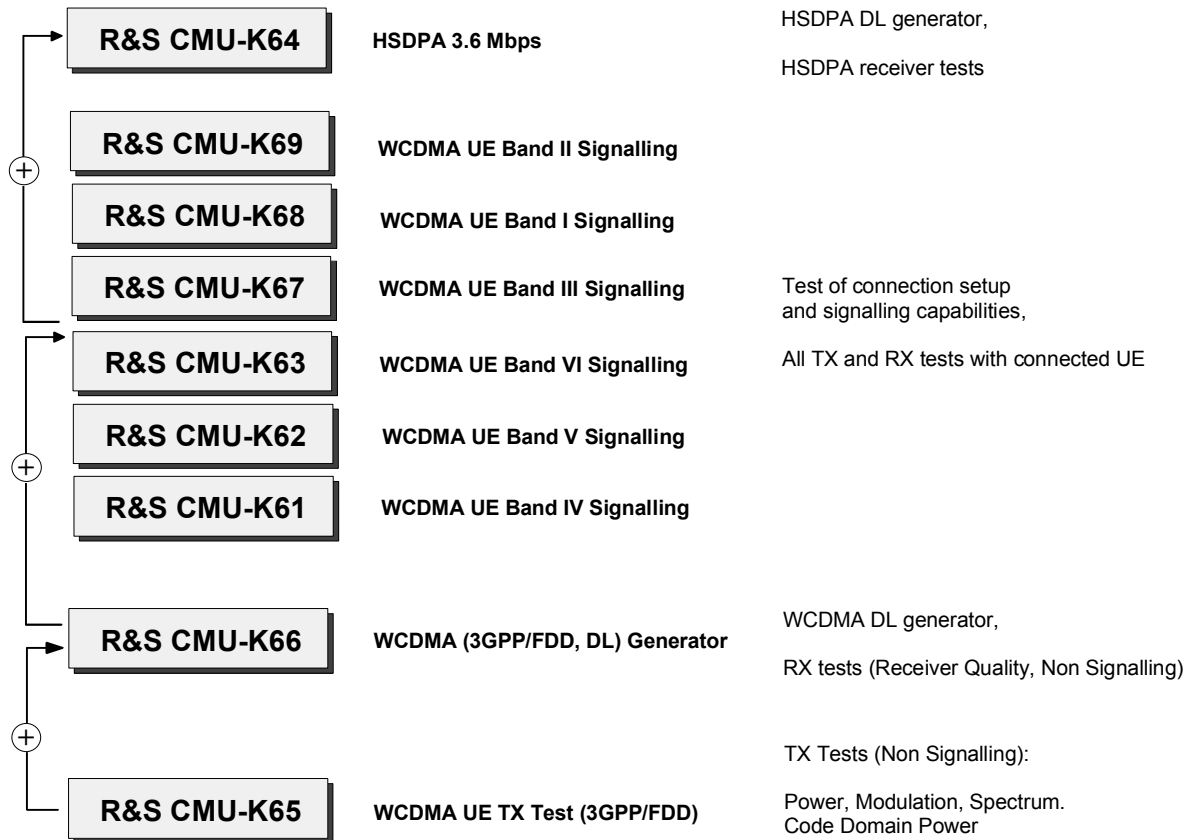 R&S CMU-K64
HSDPA 3.6 Mbps
HSDPA DL generator,
HSDPA receiver tests
R&S CMU-K69
WCDMA UE Band II Signalling
+
R&S CMU-K68
WCDMA UE Band I Signalling
R&S CMU-K67
WCDMA UE Band III Signalling
Test of connection setup
and signalling capabilities,
R&S CMU-K63
WCDMA UE Band VI Signalling
All TX and RX tests with connected UE
R&S CMU-K62
WCDMA UE Band V Signalling
+
R&S CMU-K61
WCDMA UE Band IV Signalling
R&S CMU-K66
WCDMA (3GPP/FDD, DL) Generator
WCDMA DL generator,
RX tests (Receiver Quality, Non Signalling)
+
R&S CMU-K65
WCDMA UE TX Test (3GPP/FDD)
TX Tests (Non Signalling):
Power, Modulation, Spectrum.
Code Domain Power